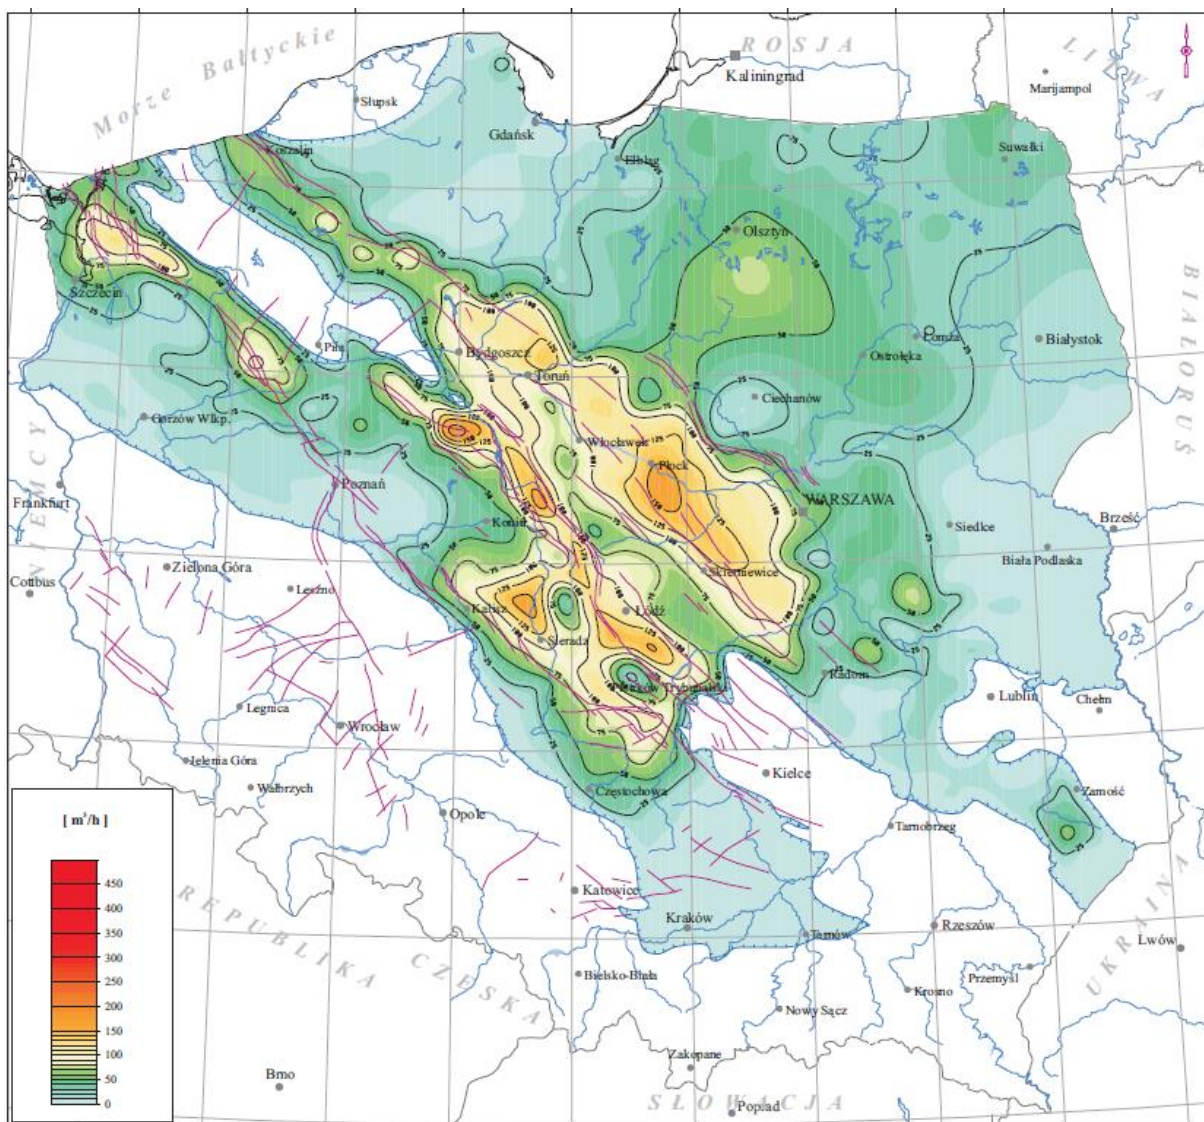 Morze Bałtyckie
ROSJA
LITWA
Kaliningrad
Marijampol
Słupsk
Gdańsk
Elbląg
Suwałki
Koszalin
Olsztyn
Szczecin
Piła
Bydgoszcz
Toruń
Łomża
Białystok
Ostrołęka
Ciechanów
BIAŁORUŚ
Gorzów Wlkp.
Włocławek
Płock
NIEMCY
Frankfurt
Poznań
WARSZAWA
Konin
Siedlce
Brześć
Biała Podlaska
Cottbus
Zielona Góra
Leszno
Skierniewice
Kalisz
Łódź
Sieradz
Piotrków Trybunalski
Radom
Lublin
Chełm
Legnica
Wrocław
Jelenia Góra
Wałbrzych
Kielce
Częstochowa
Zamość
Opole
Tarnobrzeg
[ m³/h ]
450
400
350
300
250
200
150
100
50
0
REPUBLIKA CZESKA
Katowice
Kraków
Tarnów
Rzeszów
Lwów
UKRAINA
Bielsko-Biała
Przemyśl
Krosno
Nowy Sącz
Zakopane
Brno
SŁOWACJA
Popiad